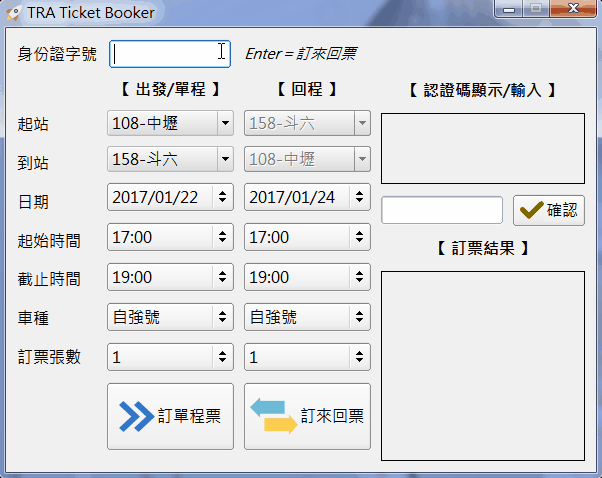 TRA Ticket Booker
身份證字號 Enter = 訂來回票
【 出發/單程 】 【 回程 】 【 認證碼顯示/輸入 】
起站 108-中壢 158-斗六
到站 158-斗六 108-中壢
日期 2017/01/22 2017/01/24
確認
起始時間 17:00 17:00
【 訂票結果 】
截止時間 19:00 19:00
車種 自強號 自強號
訂票張數 1 1
訂單程票 訂來回票